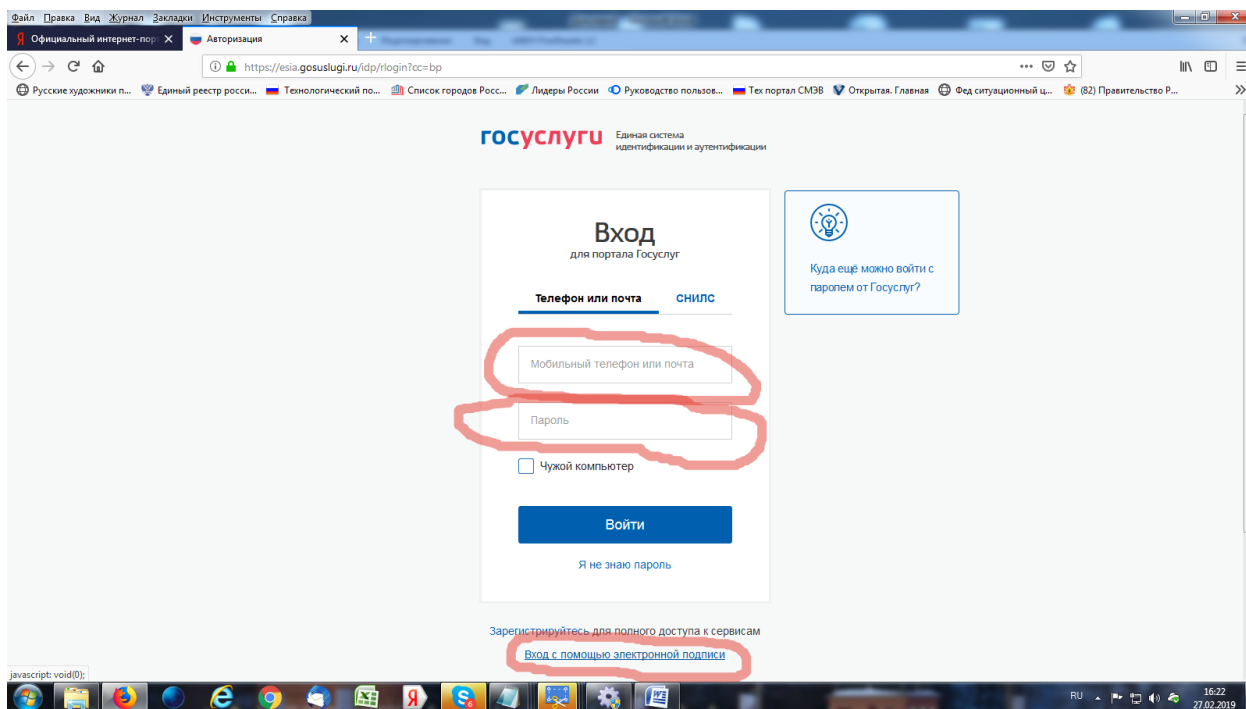 Файл Правка Вид Журнал Закладки Инструменты Справка
Официальный интернет-пор
Авторизация
https://esia.gosuslugi.ru/idp/rlogin?cc=bp
Русские художники п... Единый реестр росси... Технологический по... Список городов Росс... Лидеры России Руководство пользов... Тех портал СМЭВ Открытая. Главная Фед ситуационный ц... (82) Правительство Р...
госуслуги
Единая система
идентификации и аутентификации
Вход
для портала Госуслуг
Телефон или почта СНИЛС
Мобильный телефон или почта
Пароль
Чужой компьютер
Войти
Я не знаю пароль
Куда ещё можно войти с
паролем от Госуслуг?
Зарегистрируйтесь для полного доступа к сервисам
Вход с помощью электронной подписи
javascript: void(0);
RU
16:22
27.02.2019